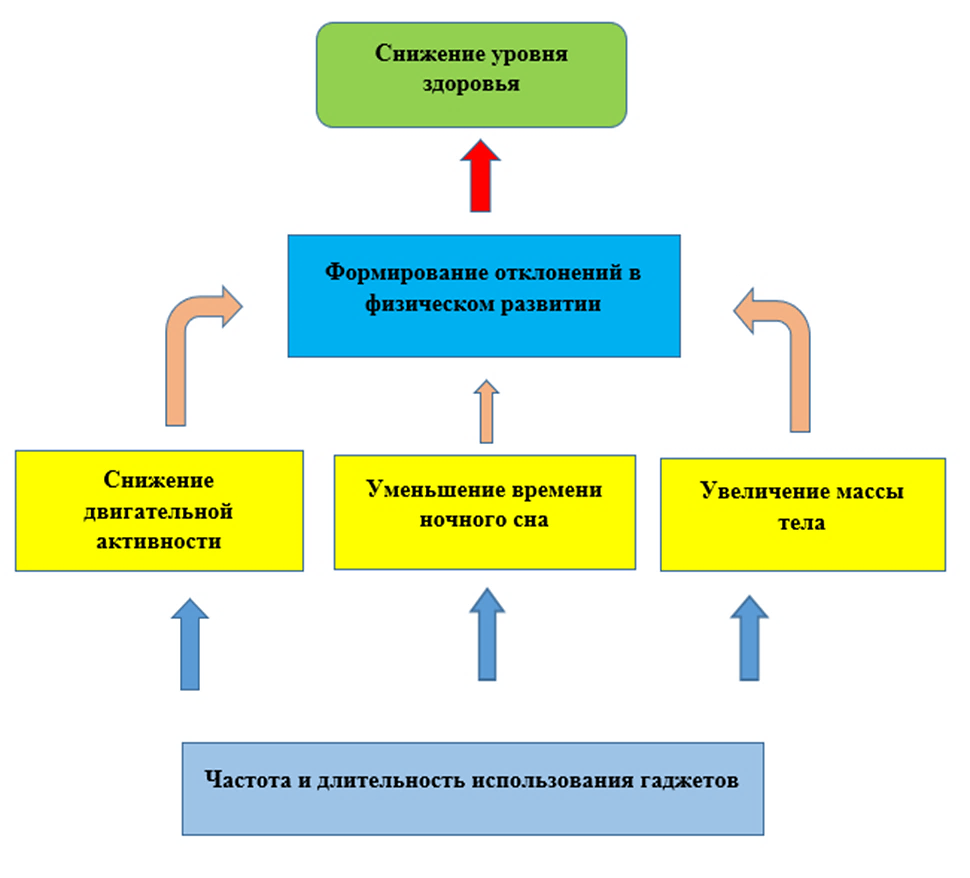 Снижение уровня
здоровья
Формирование отклонений в
физическом развитии
Снижение
двигательной
активности
Уменьшение времени
ночного сна
Увеличение массы
тела
Частота и длительность использования гаджетов